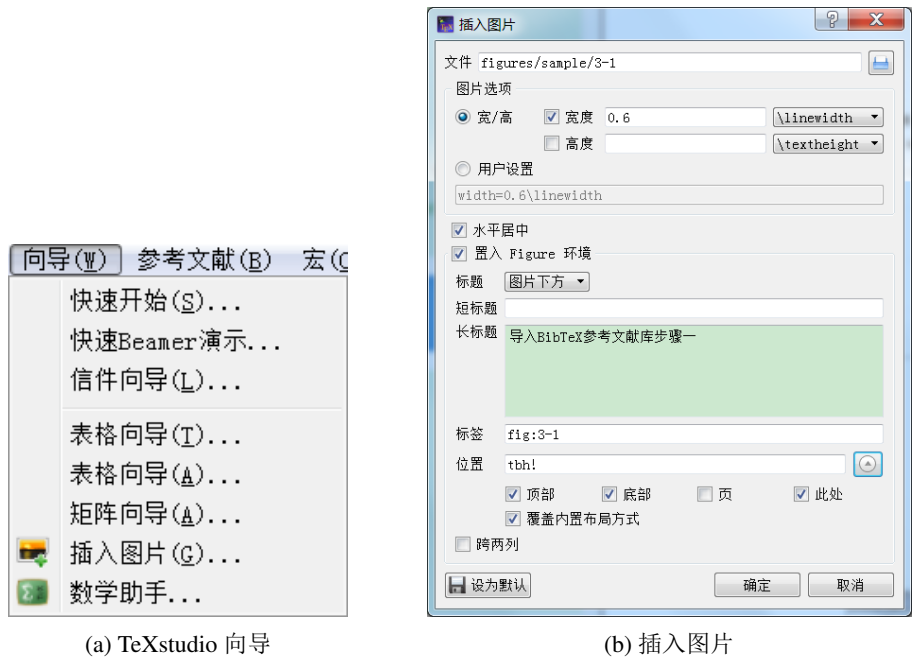 向导(W) 参考文献(B) 宏(
快速开始(S)...
快速Beamer演示...
信件向导(L)...
表格向导(T)...
表格向导(A)...
矩阵向导(A)...
插入图片(G)...
数学助手...
(a) TeXstudio 向导
插入图片
文件 figures/sample/3-1
图片选项
宽/高 宽度 0.6 \linewidth
高度 \textheight
用户设置
width=0.6\linewidth
水平居中
置入 Figure 环境
标题 图片下方
短标题
长标题 导入BibTeX参考文献库步骤一
标签 fig:3-1
位置 tbh!
顶部 底部 页 此处
覆盖内置布局方式
跨两列
设为默认 确定 取消
(b) 插入图片